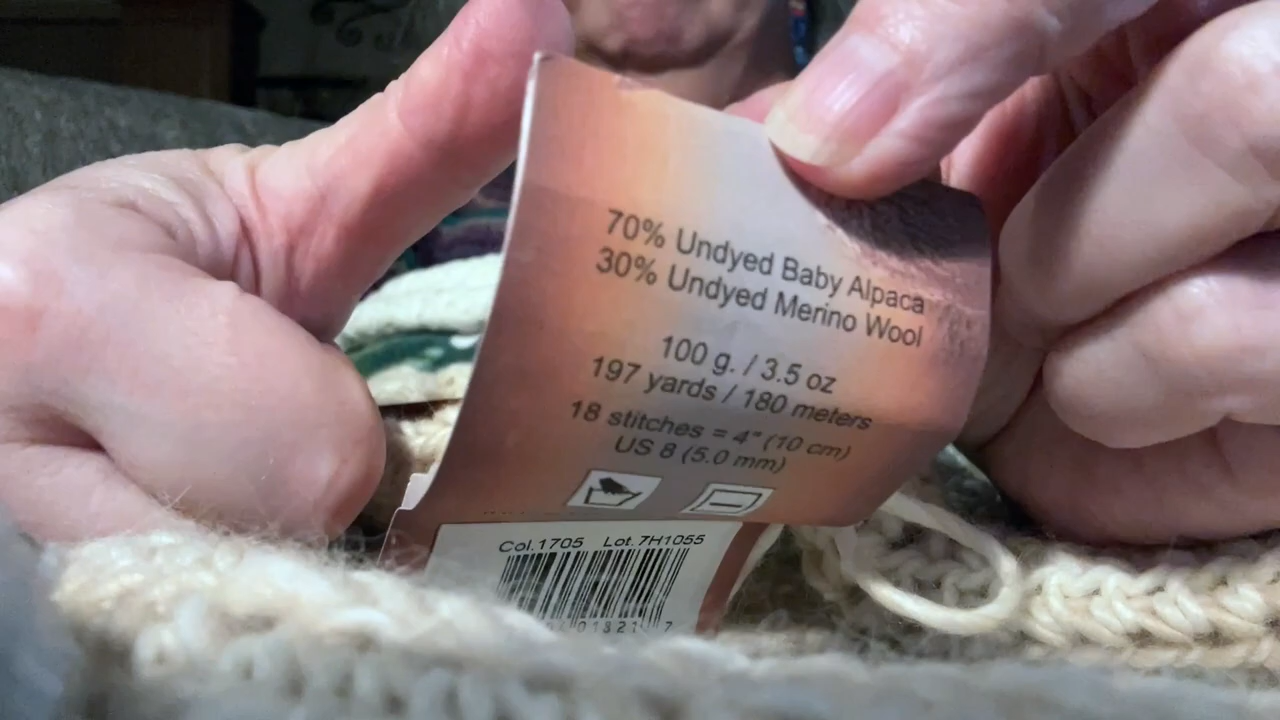 70% Undyed Baby Alpaca
30% Undyed Merino Wool
100 g. / 3.5 oz
197 yards / 180 meters
18 stitches = 4" (10 cm)
US 8 (5.0 mm)
Col.1705 Lot.7H1055